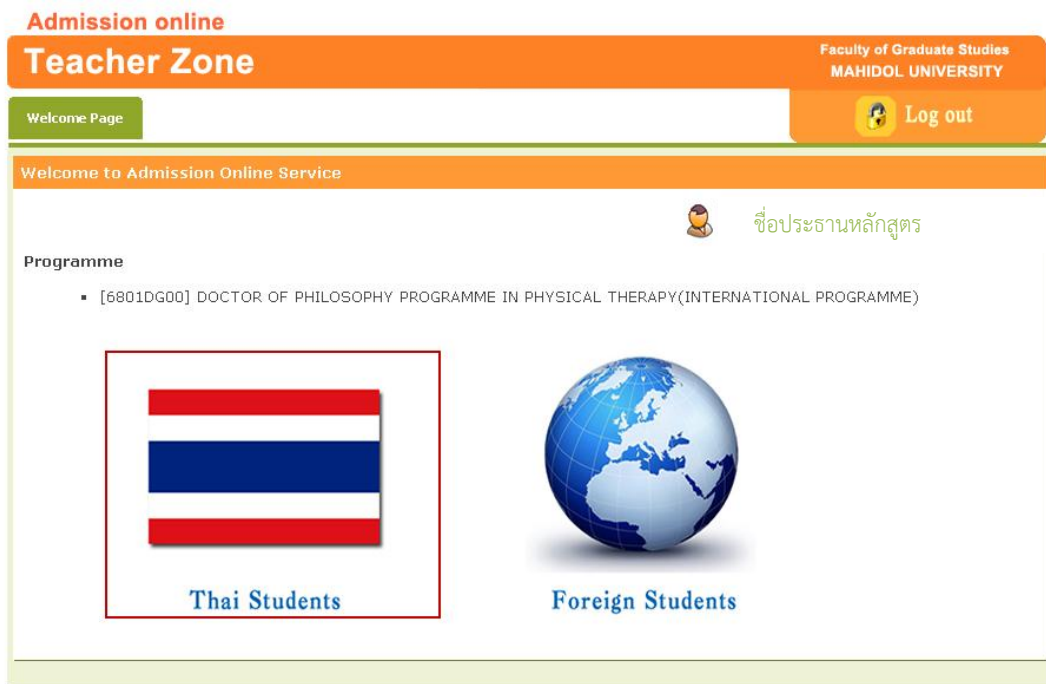 Admission online
Teacher Zone
Faculty of Graduate Studies
MAHIDOL UNIVERSITY
Welcome Page
Log out
Welcome to Admission Online Service
ชื่อประธานหลักสูตร
Programme
[6801DG00] DOCTOR OF PHILOSOPHY PROGRAMME IN PHYSICAL THERAPY(INTERNATIONAL PROGRAMME)
Thai Students
Foreign Students